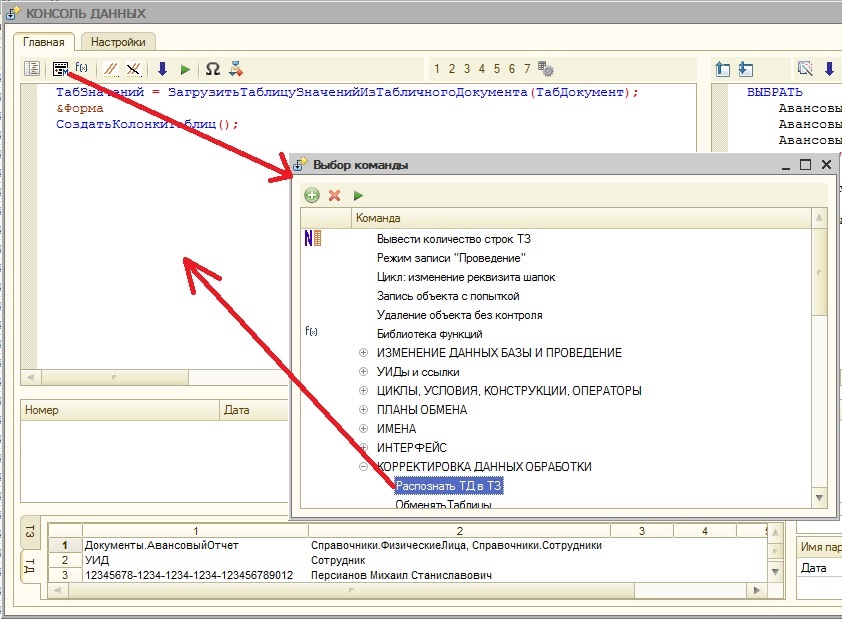 КОНСОЛЬ ДАННЫХ
Главная Настройки
f(x) Ω 1 2 3 4 5 6 7
ТабЗначений = ЗагрузитьТаблицуЗначенийИзТабличногоДокумента(ТабДокумент);
&Форма
СоздатьКолонкиТаблиц();
ВЫБРАТЬ
Авансовы
Авансовы
Авансовы
Выбор команды
Команда
N Вывести количество строк ТЗ
Режим записи "Проведение"
Цикл: изменение реквизита шапок
Запись объекта с попыткой
Удаление объекта без контроля
f(x) Библиотека функций
ИЗМЕНЕНИЕ ДАННЫХ БАЗЫ И ПРОВЕДЕНИЕ
УИДы и ссылки
ЦИКЛЫ, УСЛОВИЯ, КОНСТРУКЦИИ, ОПЕРАТОРЫ
ПЛАНЫ ОБМЕНА
ИМЕНА
ИНТЕРФЕЙС
КОРРЕКТИРОВКА ДАННЫХ ОБРАБОТКИ
Распознать ТД в ТЗ
ОбменятьТаблицы
Номер Дата
ТЗ
ТД
1 2 3 4 5
1 Документы.АвансовыйОтчет Справочники.ФизическиеЛица, Справочники.Сотрудники
2 УИД Сотрудник
3 12345678-1234-1234-1234-123456789012 Персианов Михаил Станиславович
Имя пар
Дата